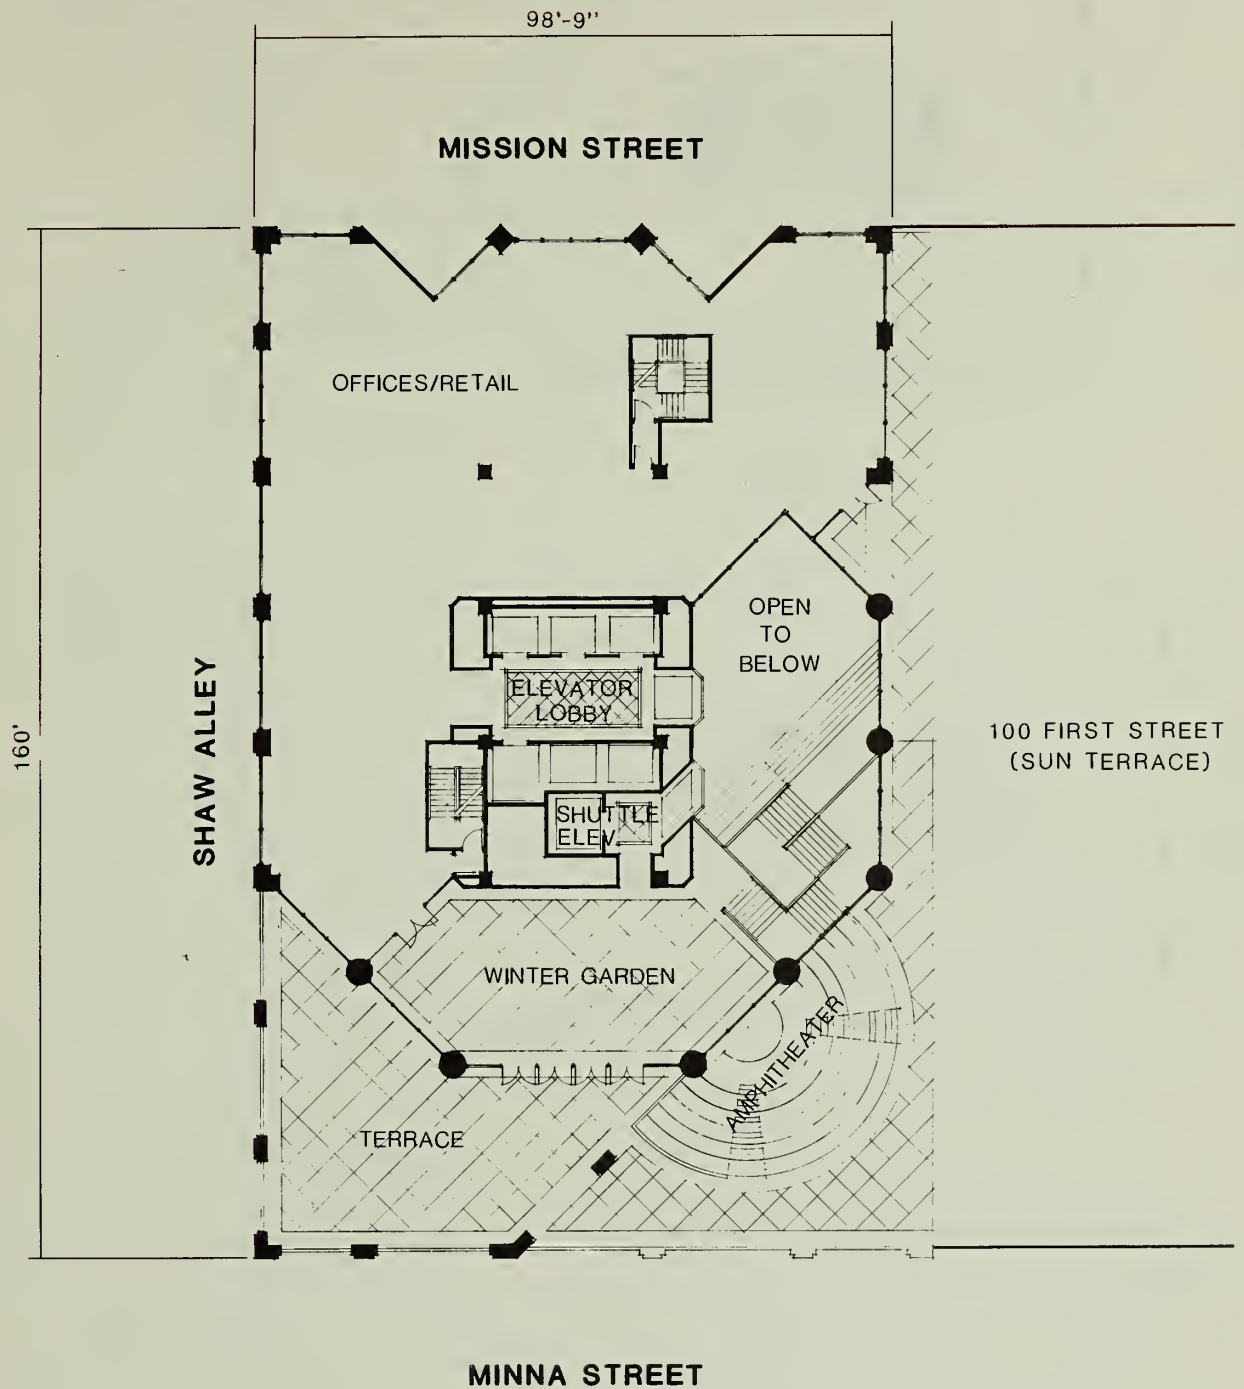 98'-9''
MISSION STREET
OFFICES/RETAIL
OPEN
TO
BELOW
ELEVATOR
LOBBY
SHAW ALLEY
160'
100 FIRST STREET
(SUN TERRACE)
SHUTTLE
ELEV.
WINTER GARDEN
AMPHITHEATER
TERRACE
MINNA STREET